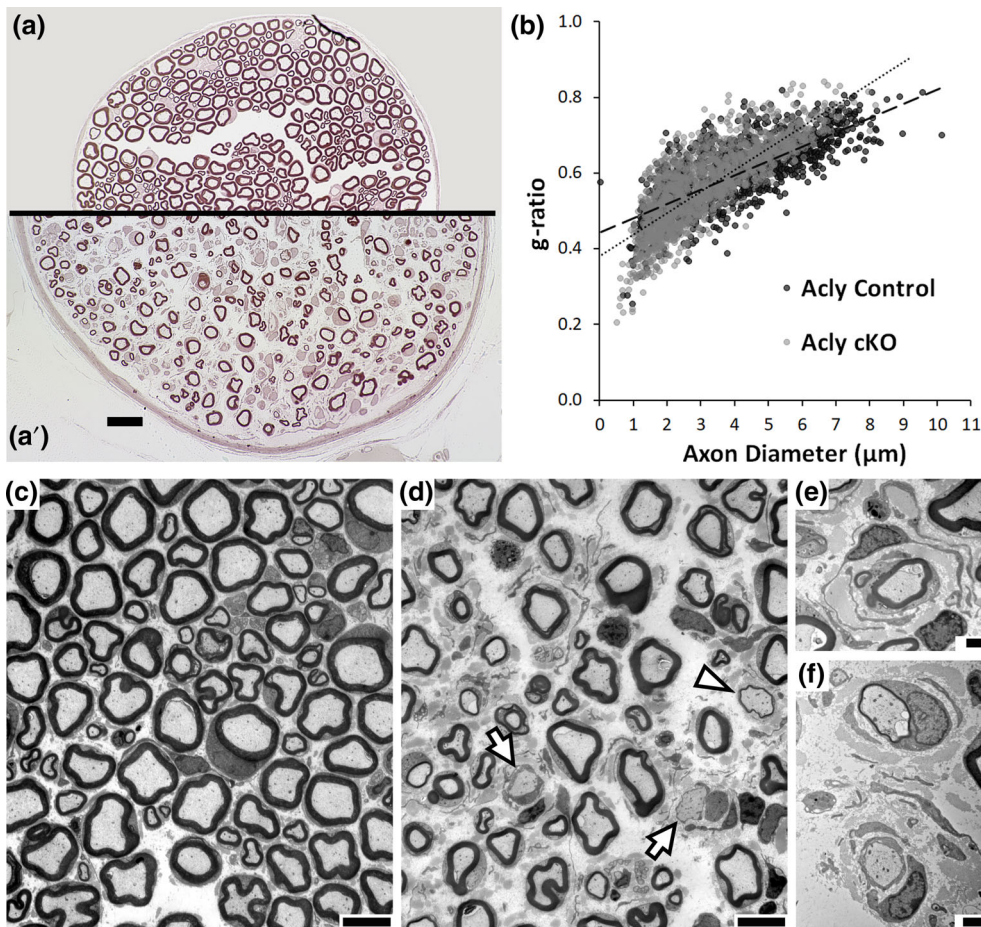 (a)
(a′)
(b)
1.0
0.8
0.6
0.4
0.2
0.0
g-ratio
Acly Control
Acly cKO
0 1 2 3 4 5 6 7 8 9 10 11
Axon Diameter (µm)
(c)
(d)
(e)
(f)